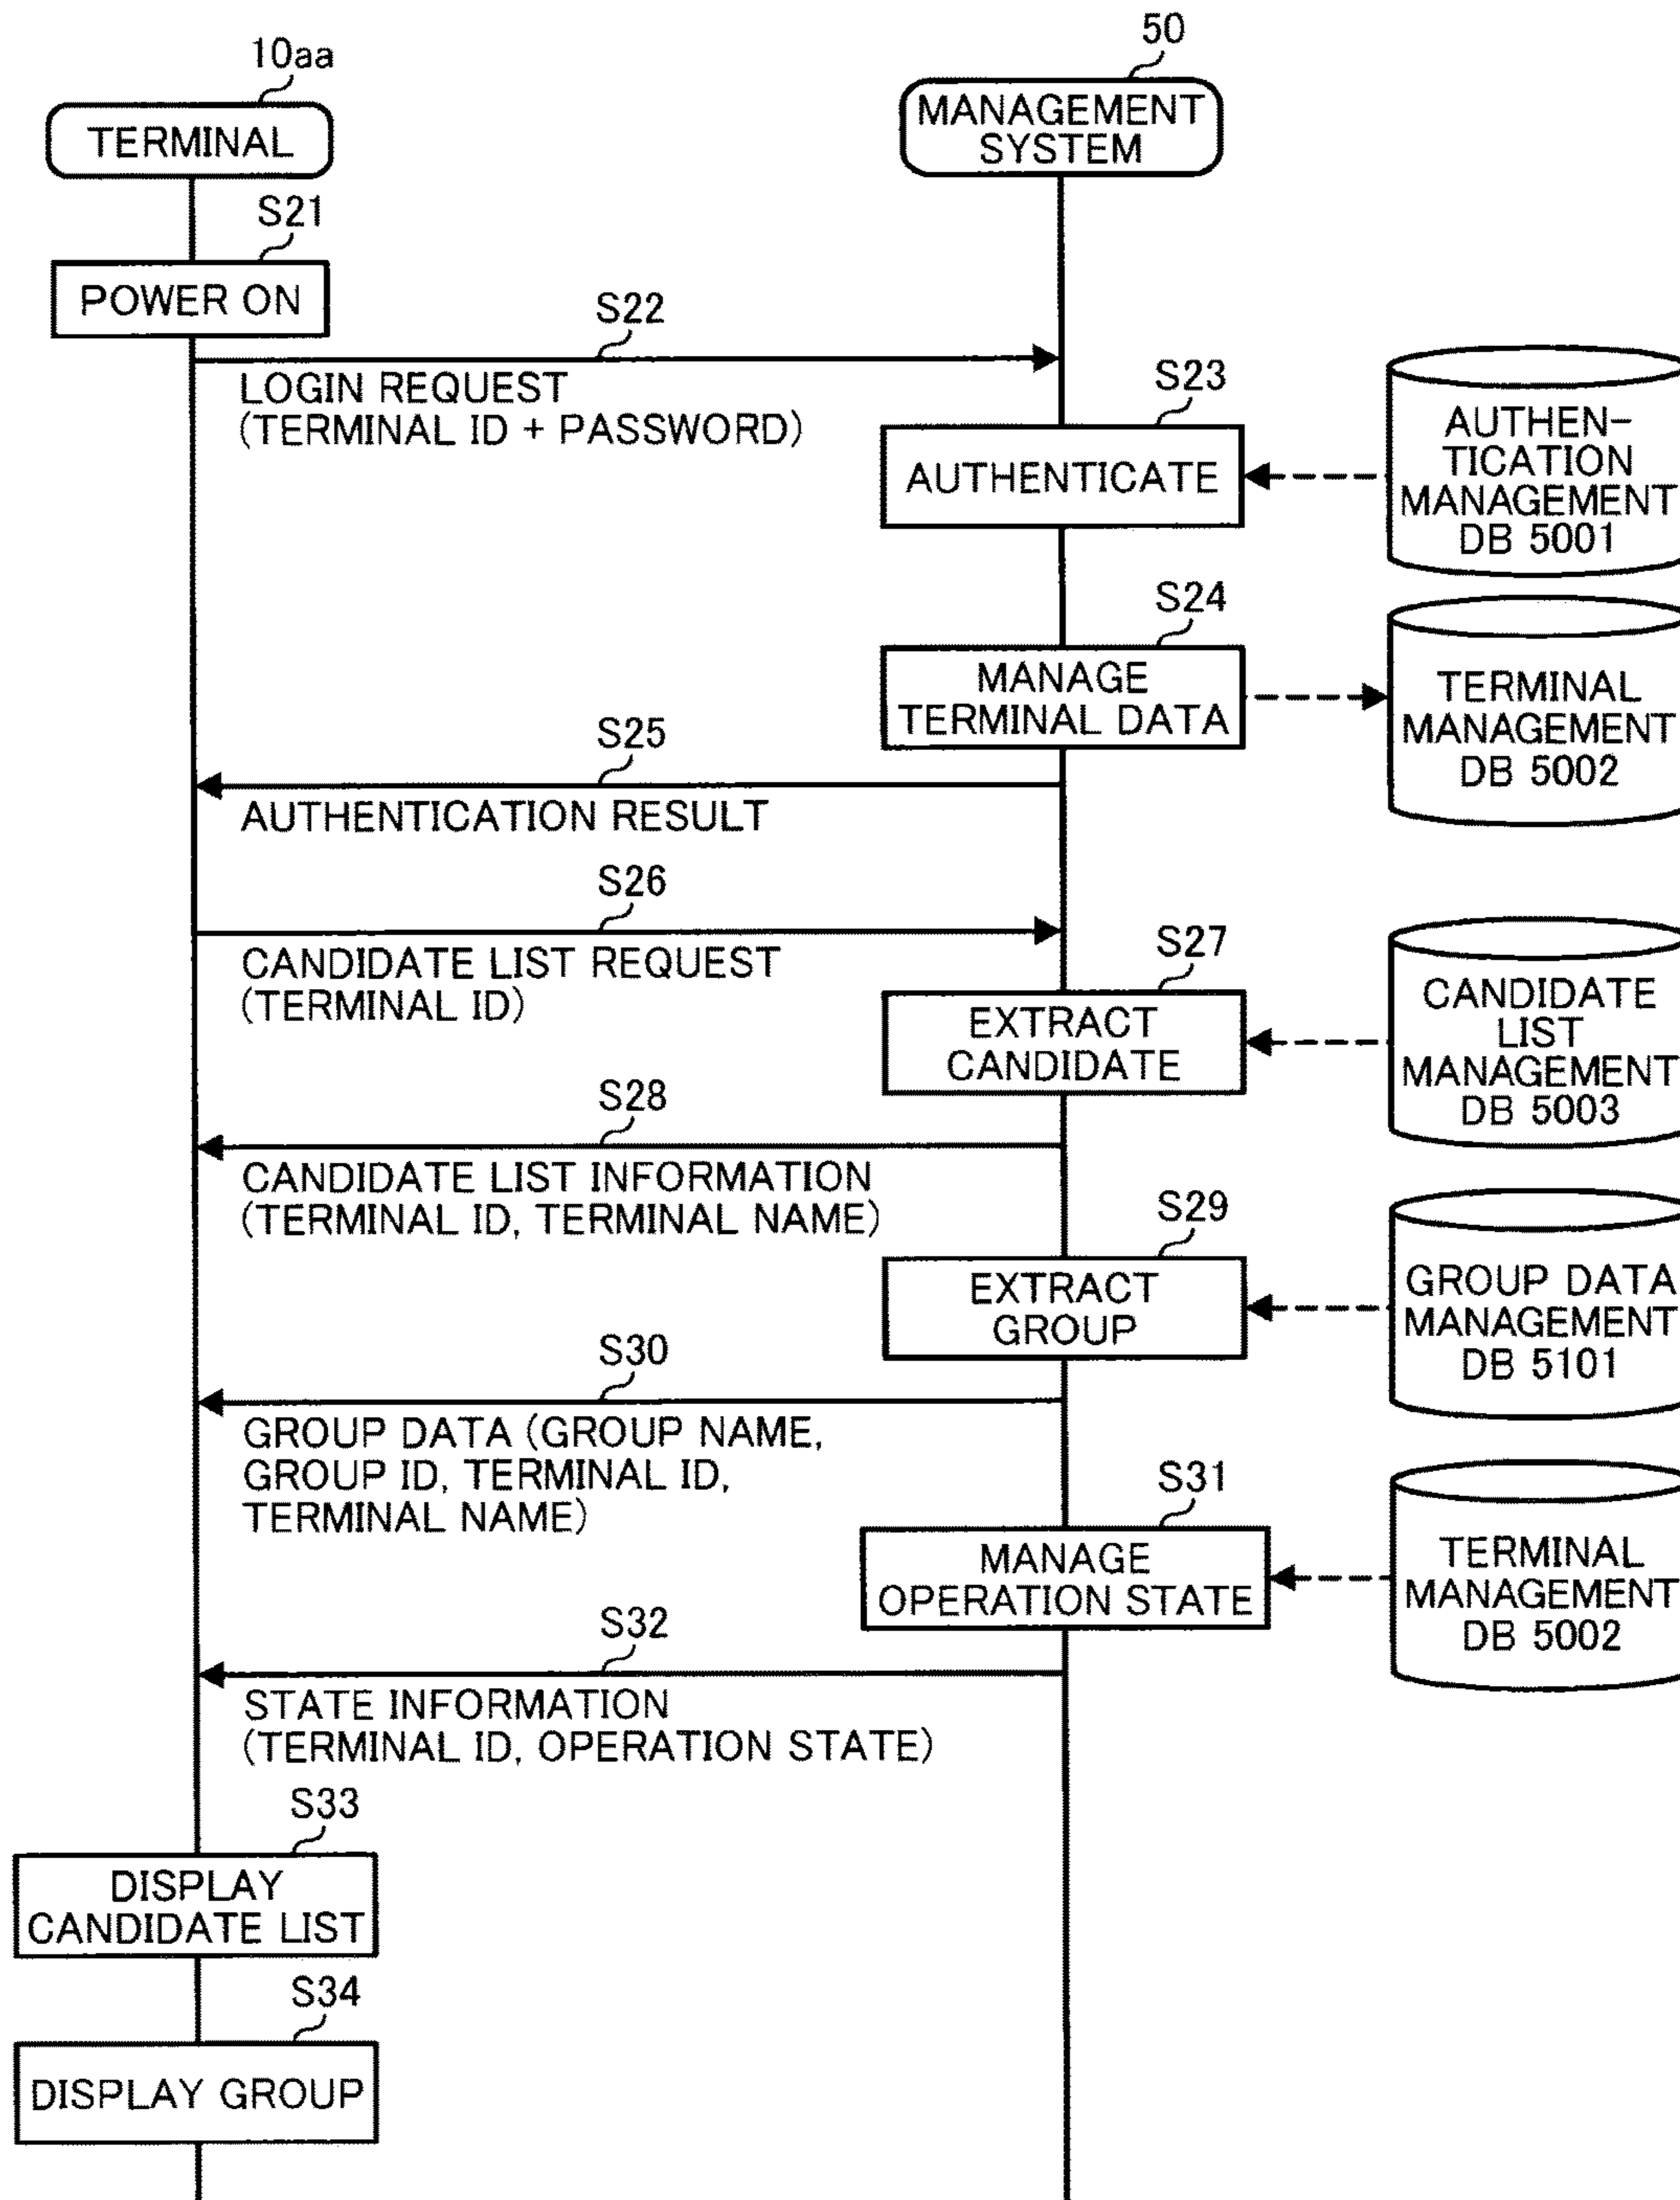 10aa
50
TERMINAL
MANAGEMENT
SYSTEM
S21
POWER ON
S22
LOGIN REQUEST
(TERMINAL ID + PASSWORD)
S23
AUTHENTICATE
AUTHEN-
TICATION
MANAGEMENT
DB 5001
S24
MANAGE
TERMINAL DATA
TERMINAL
MANAGEMENT
DB 5002
S25
AUTHENTICATION RESULT
S26
CANDIDATE LIST REQUEST
(TERMINAL ID)
S27
EXTRACT
CANDIDATE
CANDIDATE
LIST
MANAGEMENT
DB 5003
S28
CANDIDATE LIST INFORMATION
(TERMINAL ID, TERMINAL NAME)
S29
EXTRACT
GROUP
GROUP DATA
MANAGEMENT
DB 5101
S30
GROUP DATA (GROUP NAME,
GROUP ID, TERMINAL ID,
TERMINAL NAME)
S31
MANAGE
OPERATION STATE
TERMINAL
MANAGEMENT
DB 5002
S32
STATE INFORMATION
(TERMINAL ID, OPERATION STATE)
S33
DISPLAY
CANDIDATE LIST
S34
DISPLAY GROUP